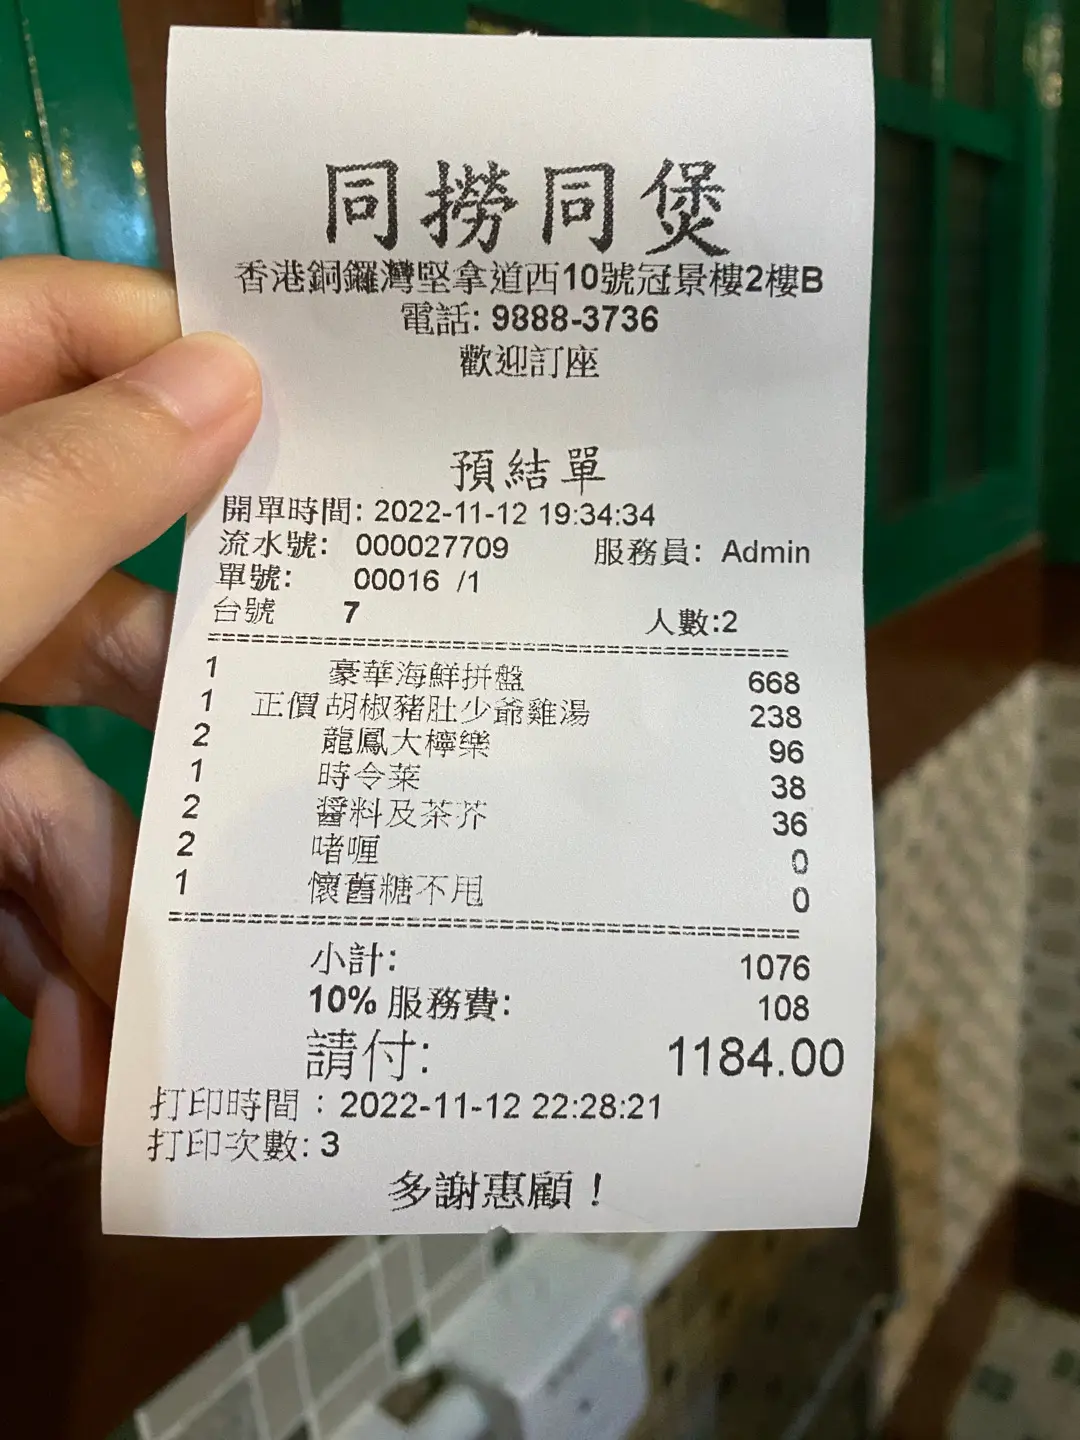 同撈同煲
香港銅鑼灣堅拿道西10號冠景樓2樓B
電話: 9888-3736
歡迎訂座
預結單
開單時間: 2022-11-12 19:34:34
流水號: 000027709 服務員: Admin
單號: 00016 /1
台號 7 人數:2
1 豪華海鮮拼盤 668
1 正價胡椒豬肚少爺雞湯 238
2 龍鳳大檸樂 96
1 時令菜 38
2 醬料及茶芥 36
2 啫喱 0
1 懷舊糖不甩 0
小計: 1076
10% 服務費: 108
請付: 1184.00
打印時間 : 2022-11-12 22:28:21
打印次數: 3
多謝惠顧！